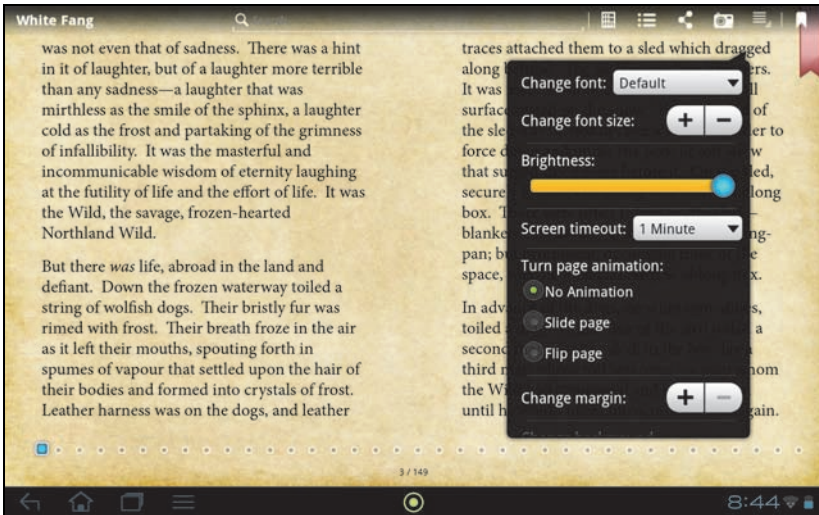 White Fang
was not even that of sadness.  There was a hint
in it of laughter, but of a laughter more terrible
than any sadness—a laughter that was
mirthless as the smile of the sphinx, a laughter
cold as the frost and partaking of the grimness
of infallibility.  It was the masterful and
incommunicable wisdom of eternity laughing
at the futility of life and the effort of life.  It was
the Wild, the savage, frozen-hearted
Northland Wild.
But there was life, abroad in the land and
defiant.  Down the frozen waterway toiled a
string of wolfish dogs.  Their bristly fur was
rimed with frost.  Their breath froze in the air
as it left their mouths, spouting forth in
spumes of vapour that settled upon the hair of
their bodies and formed into crystals of frost.
Leather harness was on the dogs, and leather
traces attached them to a sled which dragged
along
It was
surface
of
the
er to
force
that
secure
long
box.
blanke
pan;
space,
In
toiled
a
second
third
hom
the
until
gain.
Change font: Default
Change font size: + −
Brightness:
Screen timeout: 1 Minute
Turn page animation:
No Animation
Slide page
Flip page
Change margin: + −
3 / 149
8:44